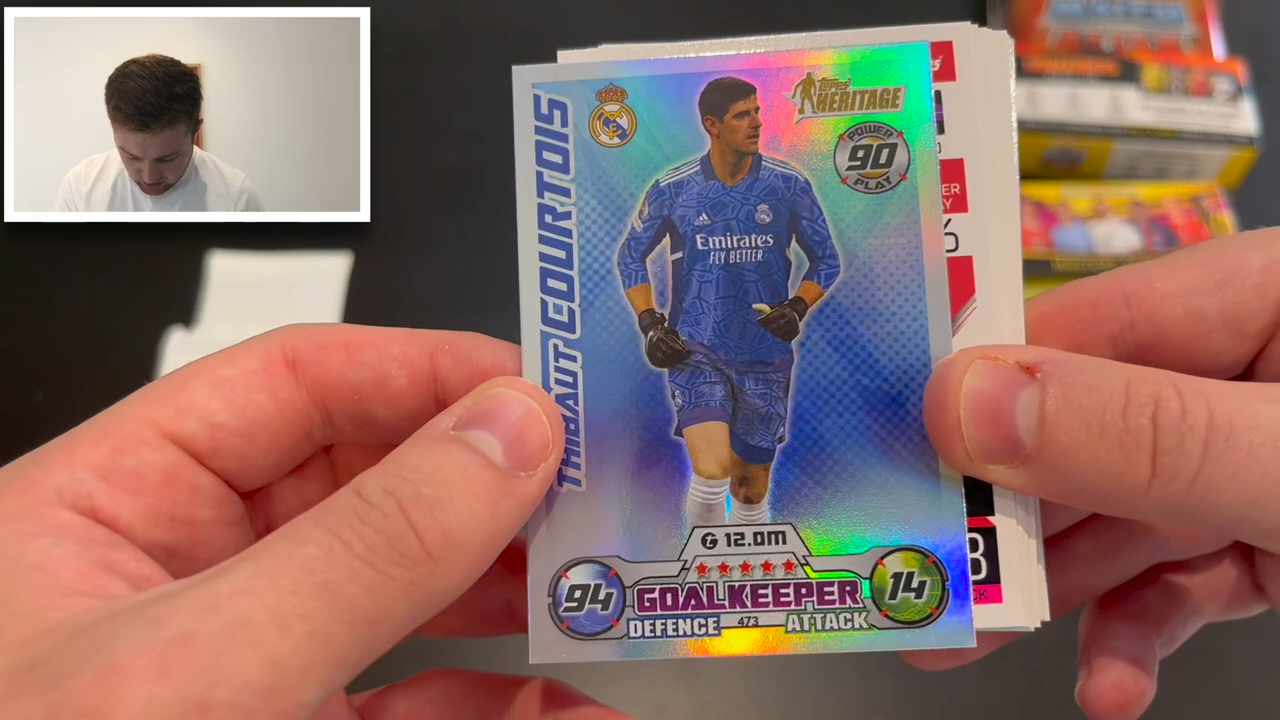 THIBAUT COURTOIS
Topps
HERITAGE
POWER
90
PLAY
adidas
Emirates
FLY BETTER
12.0M
94
GOALKEEPER
14
DEFENCE
473
ATTACK